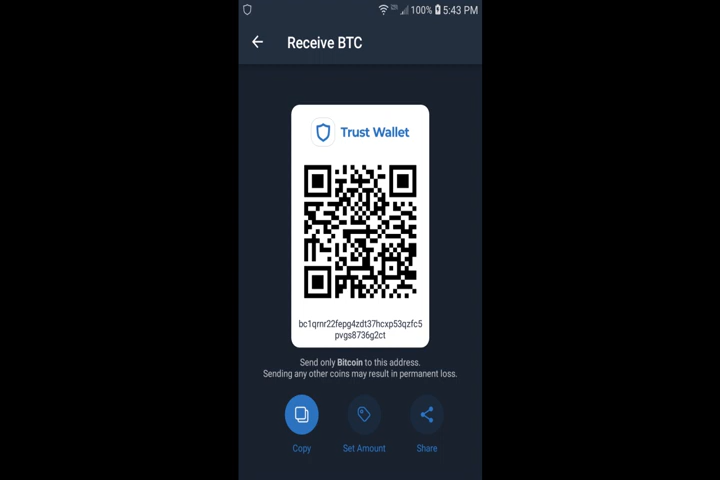 100% 5:43 PM
Receive BTC
Trust Wallet
bc1qrnr22fepg4zdt37hcxp53qzfc5
pvgs8736g2ct
Send only Bitcoin to this address.
Sending any other coins may result in permanent loss.
Copy Set Amount Share